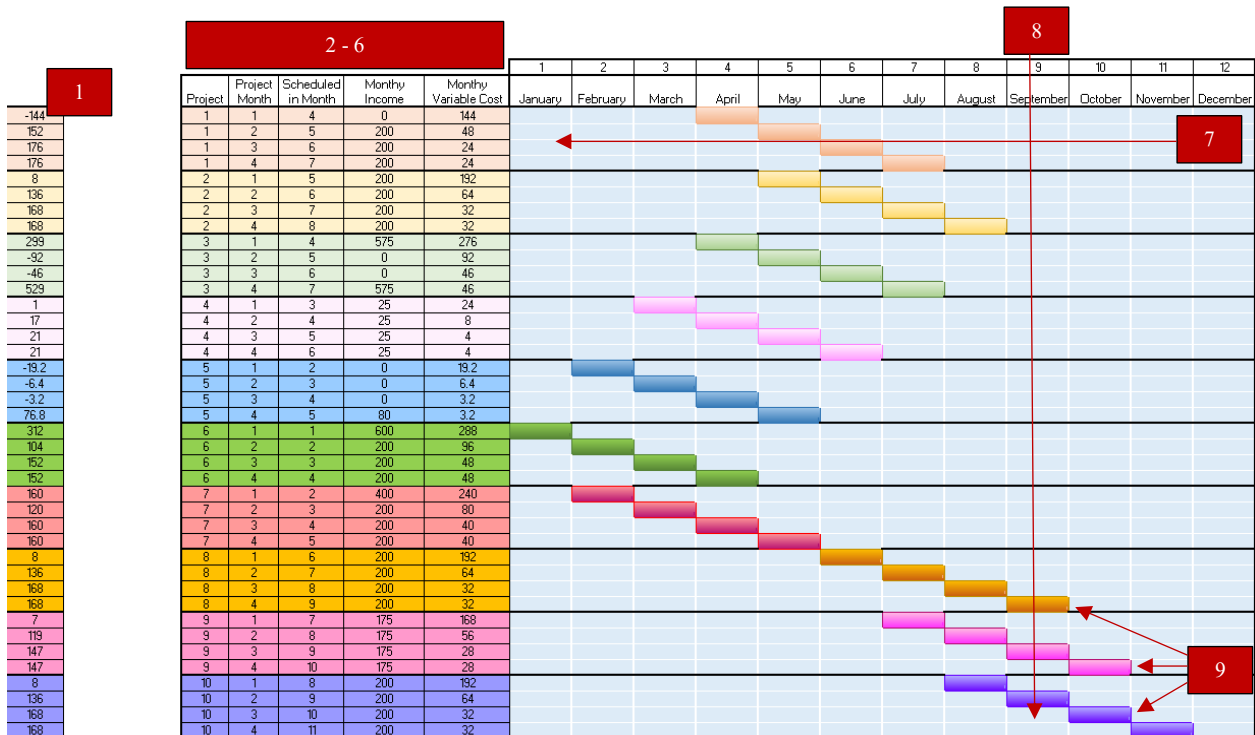 8
2 - 6
1 2 3 4 5 6 7 8 9 10 11 12
1
Project Project Month Scheduled in Month Monthy Income Monthy Variable Cost January February March April May June July August September October November December
-144 1 1 4 0 144
152 1 2 5 200 48
7
176 1 3 6 200 24
176 1 4 7 200 24
8 2 1 5 200 192
136 2 2 6 200 64
168 2 3 7 200 32
168 2 4 8 200 32
299 3 1 4 575 276
-92 3 2 5 0 92
-46 3 3 6 0 46
529 3 4 7 575 46
1 4 1 3 25 24
17 4 2 4 25 8
21 4 3 5 25 4
21 4 4 6 25 4
-19.2 5 1 2 0 19.2
-6.4 5 2 3 0 6.4
-3.2 5 3 4 0 3.2
76.8 5 4 5 80 3.2
312 6 1 1 600 288
104 6 2 2 200 96
152 6 3 3 200 48
152 6 4 4 200 48
160 7 1 2 400 240
120 7 2 3 200 80
160 7 3 4 200 40
160 7 4 5 200 40
8 8 1 6 200 192
136 8 2 7 200 64
168 8 3 8 200 32
168 8 4 9 200 32
7 9 1 7 175 168
119 9 2 8 175 56
147 9 3 9 175 28
147 9 4 10 175 28
9
8 10 1 8 200 192
136 10 2 9 200 64
168 10 3 10 200 32
168 10 4 11 200 32